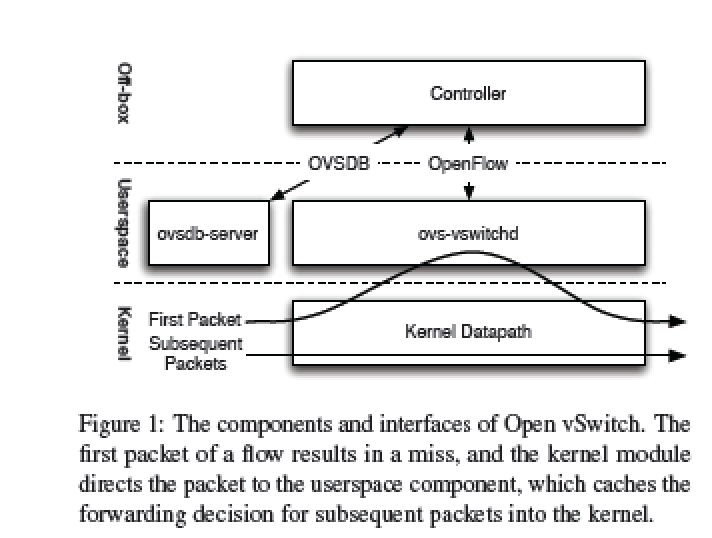 Off-box
Controller
OVSDB
OpenFlow
Userspace
ovsdb-server
ovs-vswitchd
Kernel
First Packet
Subsequent
Packets
Kernel Datapath
Figure 1: The components and interfaces of Open vSwitch. The
first packet of a flow results in a miss, and the kernel module
directs the packet to the userspace component, which caches the
forwarding decision for subsequent packets into the kernel.